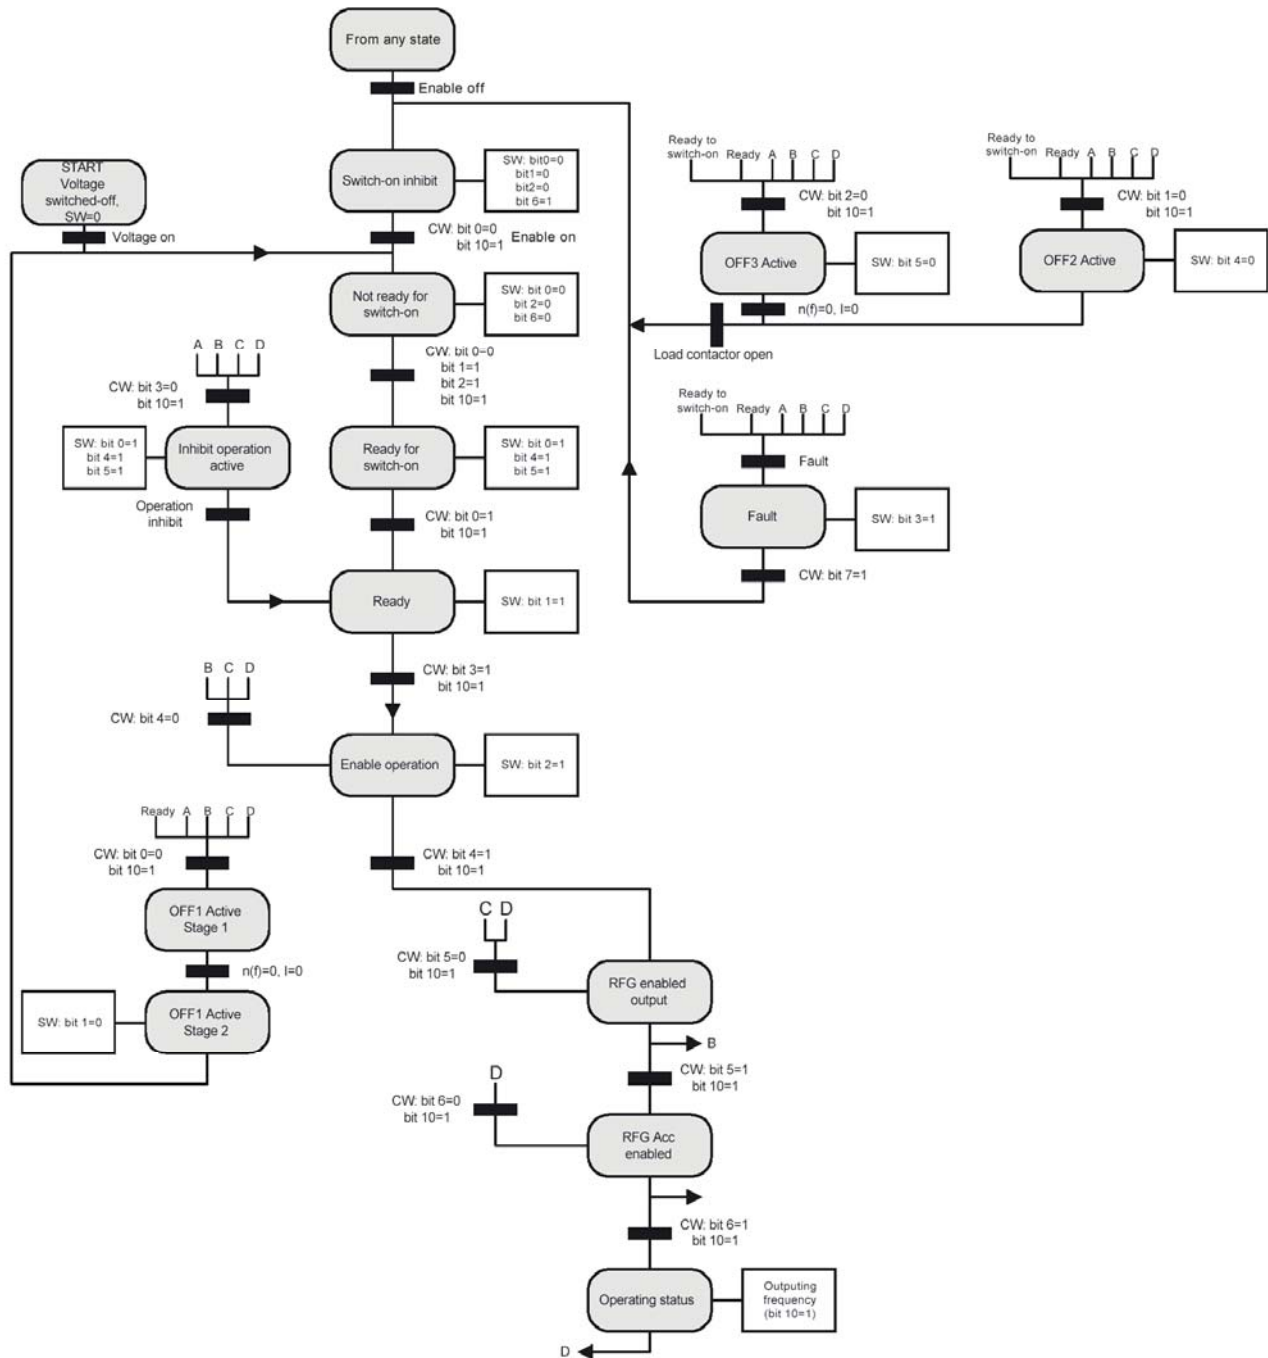 From any state
Enable off
START
Voltage
switched-off,
SW=0
Voltage on
Switch-on inhibit
SW: bit0=0
bit1=0
bit2=0
bit 6=1
CW: bit 0=0
bit 10=1
Enable on
Not ready for
switch-on
SW: bit 0=0
bit 2=0
bit 6=0
CW: bit 0=0
bit 1=1
bit 2=1
bit 10=1
A B C D
CW: bit 3=0
bit 10=1
SW: bit 0=1
bit 4=1
bit 5=1
Inhibit operation
active
Operation
inhibit
Ready for
switch-on
SW: bit 0=1
bit 4=1
bit 5=1
CW: bit 0=1
bit 10=1
Ready
SW: bit 1=1
CW: bit 3=1
bit 10=1
B C D
CW: bit 4=0
Enable operation
SW: bit 2=1
Ready A B C D
CW: bit 0=0
bit 10=1
CW: bit 4=1
bit 10=1
OFF1 Active
Stage 1
n(f)=0, I=0
SW: bit 1=0
OFF1 Active
Stage 2
C D
CW: bit 5=0
bit 10=1
RFG enabled
output
B
CW: bit 5=1
bit 10=1
D
CW: bit 6=0
bit 10=1
RFG Acc
enabled
CW: bit 6=1
bit 10=1
Operating status
Outputing
frequency
(bit 10=1)
D
Ready to
switch-on
Ready A B C D
CW: bit 2=0
bit 10=1
OFF3 Active
SW: bit 5=0
n(f)=0, I=0
Load contactor open
Ready to
switch-on
Ready A B C D
CW: bit 1=0
bit 10=1
OFF2 Active
SW: bit 4=0
Ready to
switch-on
Ready A B C D
Fault
Fault
SW: bit 3=1
CW: bit 7=1